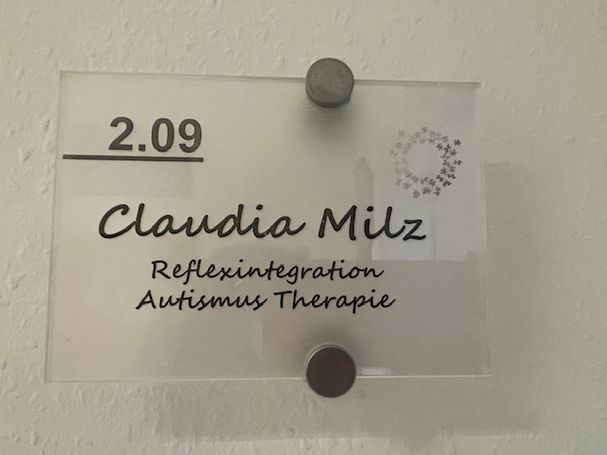 2.09
Claudia Milz
Reflexintegration
Autismus Therapie